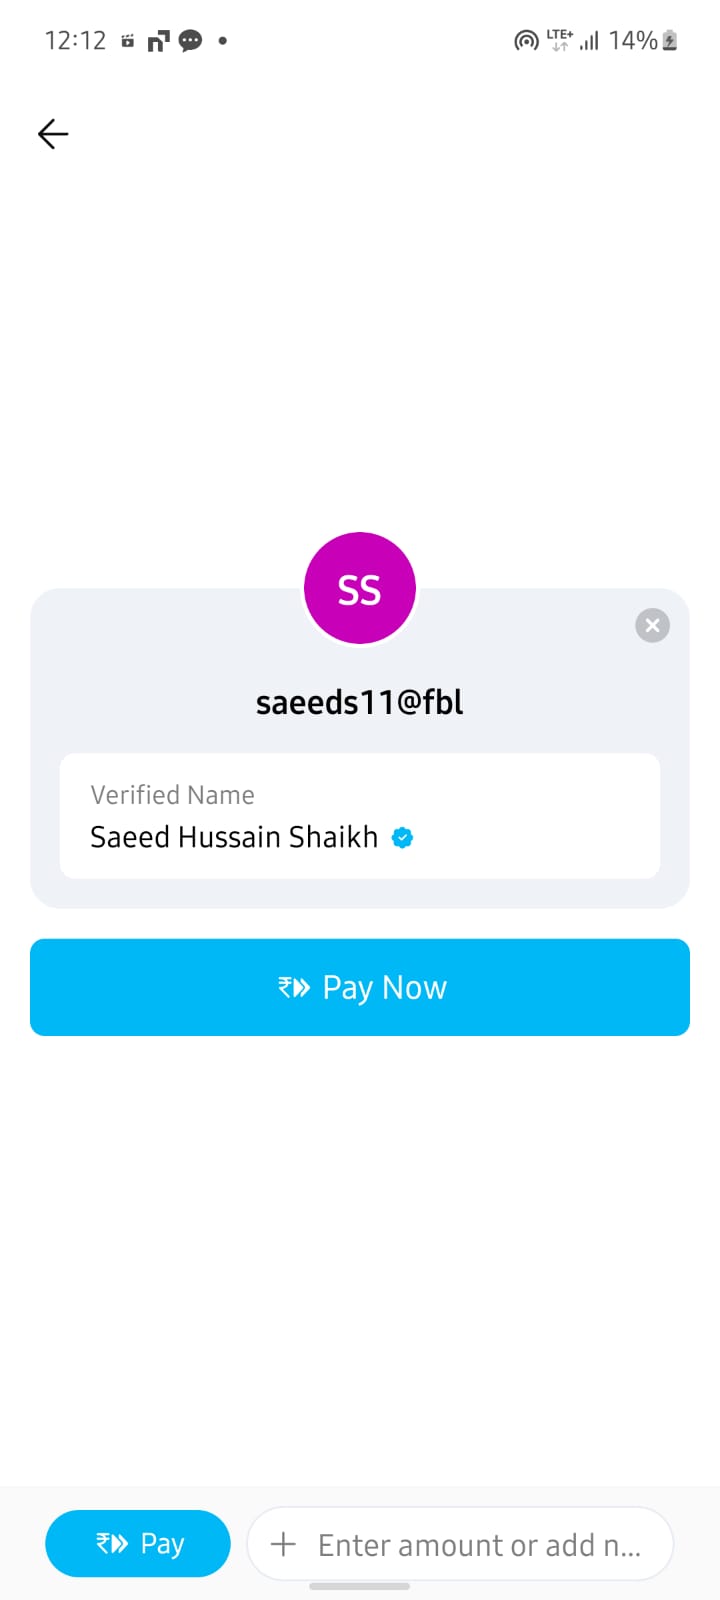 12:12
LTE+ 14%
SS
saeeds11@fbl
Verified Name
Saeed Hussain Shaikh
₹ Pay Now
₹ Pay
+ Enter amount or add n...